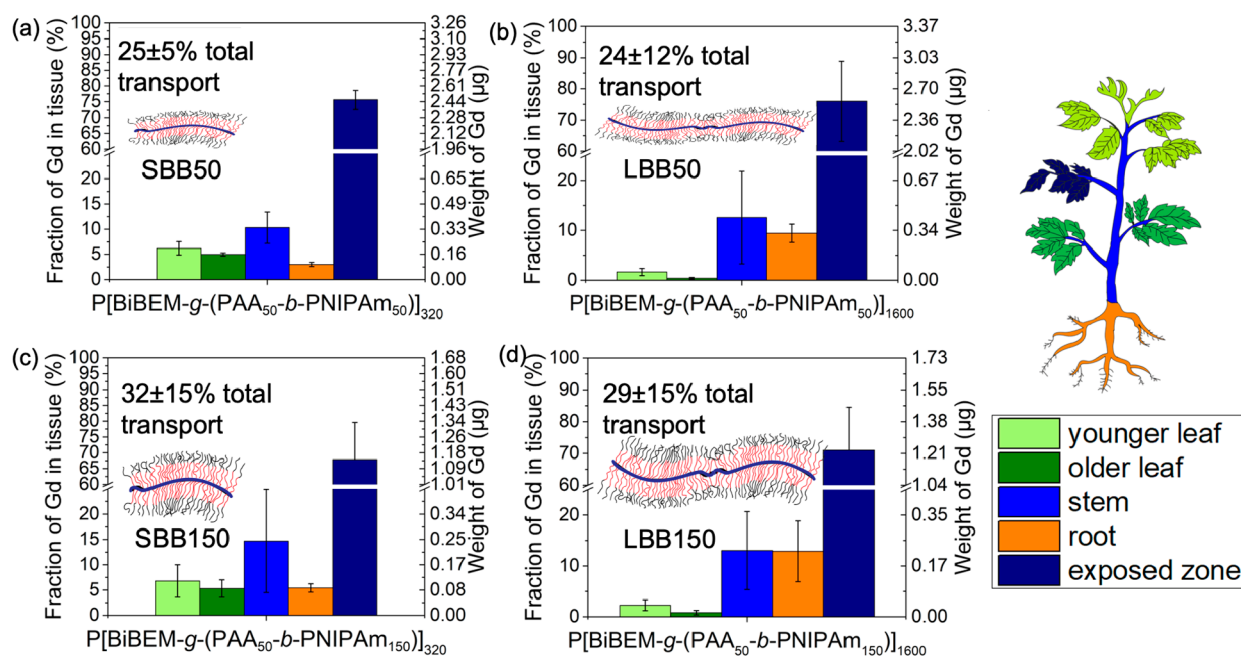 (a)
Fraction of Gd in tissue (%)
100
95
90
85
80
75
70
65
60
20
15
10
5
0
25±5% total
transport
SBB50
3.26
2.93
2.77
2.61
2.44
2.28
2.12
1.96
0.65
0.49
0.33
0.16
0.00
Weight of Gd (µg)
P[BiBEM-g-(PAA50-b-PNIPAm50)]320
(b)
Fraction of Gd in tissue (%)
100
90
80
70
60
20
10
0
24±12% total
transport
LBB50
3.37
3.03
2.70
2.36
2.02
0.67
0.34
0.00
Weight of Gd (µg)
P[BiBEM-g-(PAA50-b-PNIPAm50)]1600
(c)
Fraction of Gd in tissue (%)
100
95
90
85
80
75
70
65
60
20
15
10
5
0
32±15% total
transport
SBB150
1.68
1.60
1.51
1.43
1.34
1.18
1.09
1.01
0.34
0.25
0.17
0.08
0.00
Weight of Gd (µg)
P[BiBEM-g-(PAA50-b-PNIPAm150)]320
(d)
Fraction of Gd in tissue (%)
100
90
80
70
60
20
10
0
29±15% total
transport
LBB150
1.73
1.55
1.38
1.21
1.04
0.35
0.17
0.00
Weight of Gd (µg)
P[BiBEM-g-(PAA50-b-PNIPAm150)]1600
younger leaf
older leaf
stem
root
exposed zone